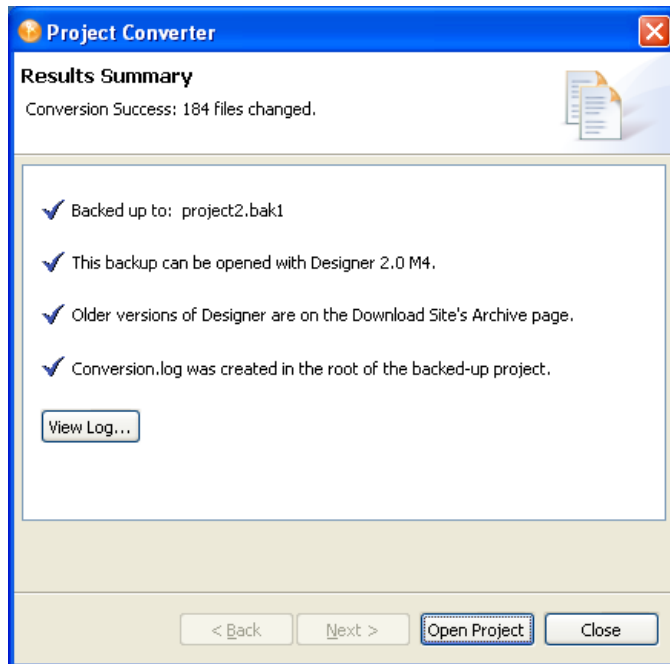 Project Converter
Results Summary
Conversion Success: 184 files changed.
Backed up to: project2.bak1
This backup can be opened with Designer 2.0 M4.
Older versions of Designer are on the Download Site's Archive page.
Conversion.log was created in the root of the backed-up project.
View Log...
< Back Next > Open Project Close